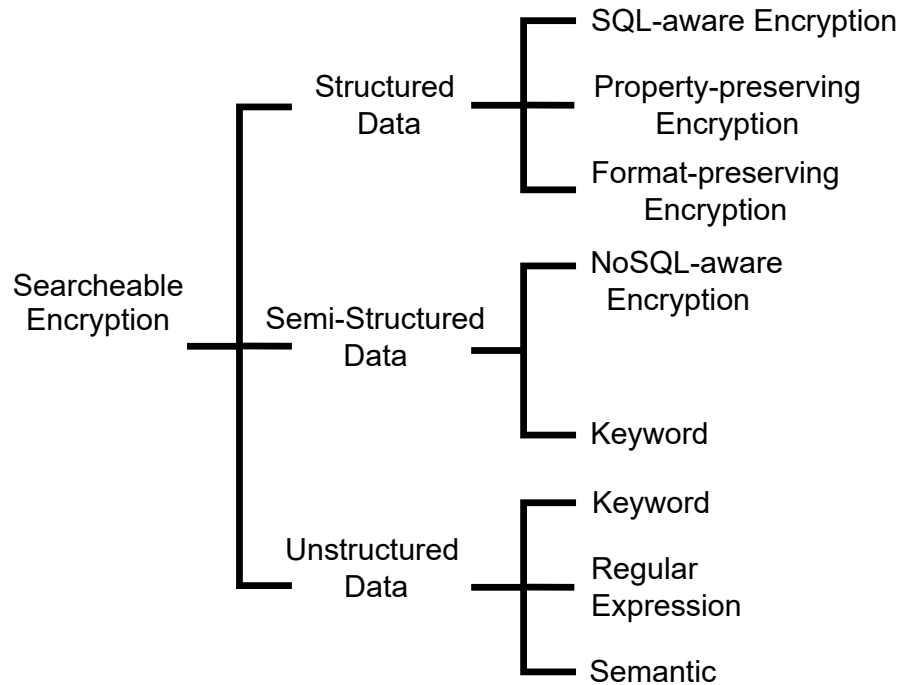 Searcheable
Encryption
Structured
Data
SQL-aware Encryption
Property-preserving
Encryption
Format-preserving
Encryption
Semi-Structured
Data
NoSQL-aware
Encryption
Keyword
Unstructured
Data
Keyword
Regular
Expression
Semantic